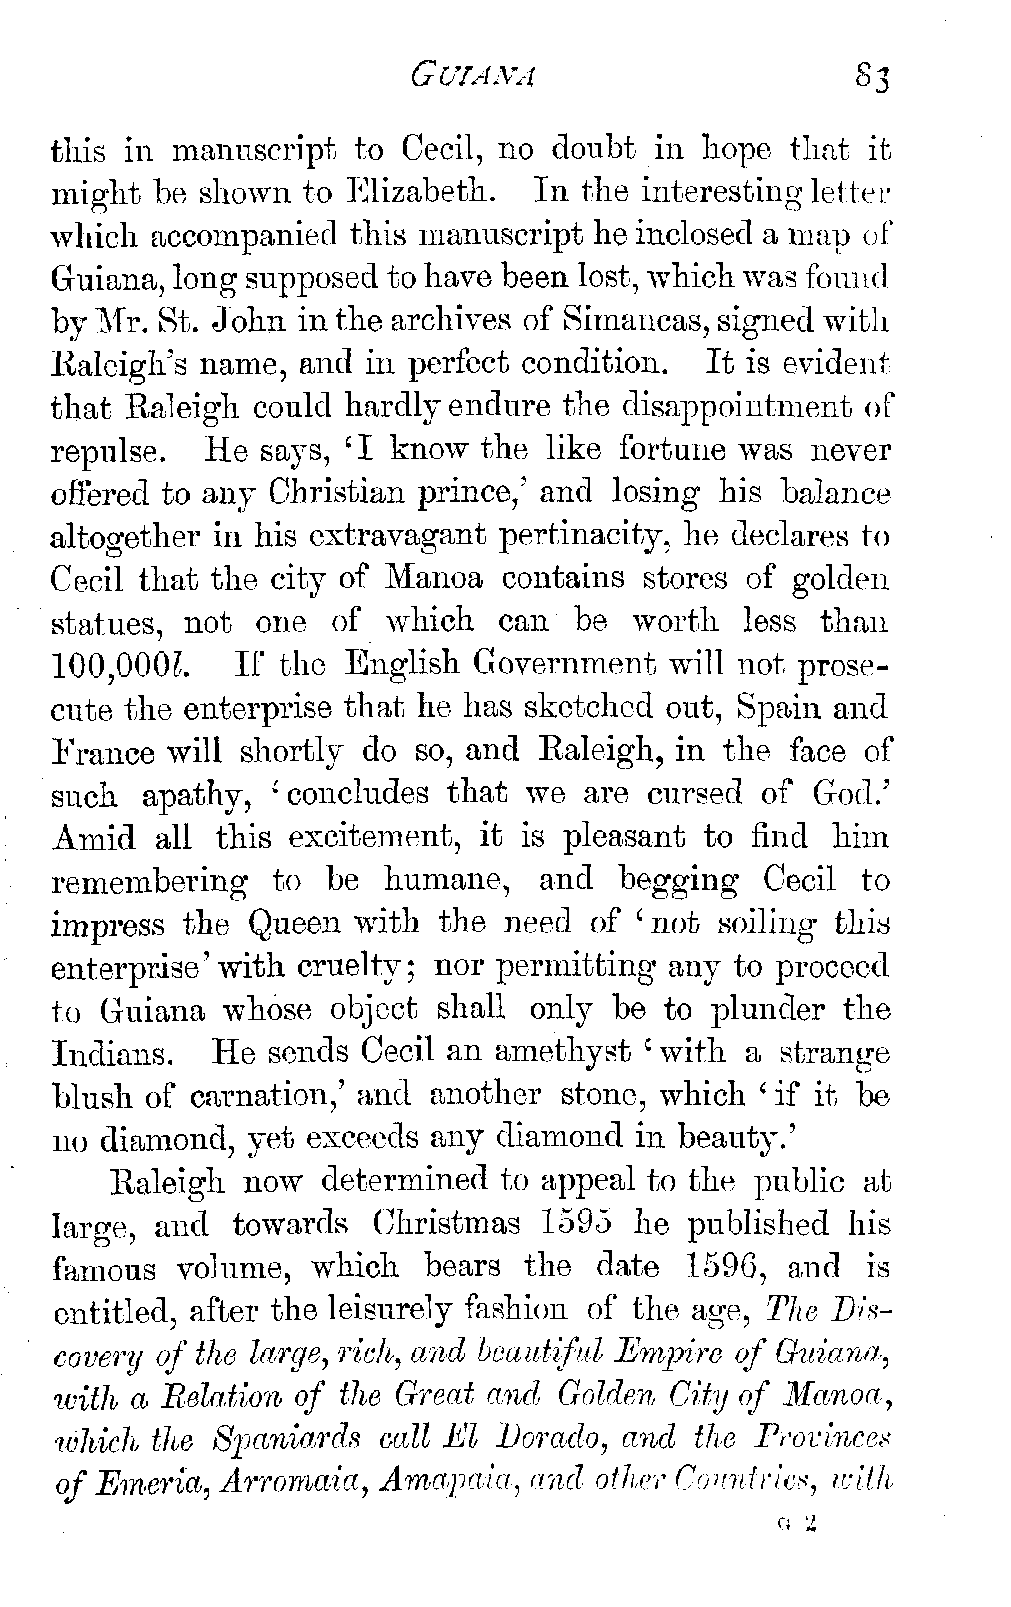 GUIANA 83
this in manuscript to Cecil, no doubt in hope that it
might be shown to Elizabeth. In the interesting letter
which accompanied this manuscript he inclosed a map of
Guiana, long supposed to have been lost, which was found
by Mr. St. John in the archives of Simancas, signed with
Raleigh's name, and in perfect condition. It is evident
that Raleigh could hardly endure the disappointment of
repulse. He says, ‘I know the like fortune was never
offered to any Christian prince,’ and losing his balance
altogether in his extravagant pertinacity, he declares to
Cecil that the city of Manoa contains stores of golden
statues, not one of which can be worth less than
100,000l. If the English Government will not prose-
cute the enterprise that he has sketched out, Spain and
France will shortly do so, and Raleigh, in the face of
such apathy, ‘concludes that we are cursed of God.’
Amid all this excitement, it is pleasant to find him
remembering to be humane, and begging Cecil to
impress the Queen with the need of ‘not soiling this
enterprise’ with cruelty; nor permitting any to proceed
to Guiana whose object shall only be to plunder the
Indians. He sends Cecil an amethyst ‘with a strange
blush of carnation,’ and another stone, which ‘if it be
no diamond, yet exceeds any diamond in beauty.’
Raleigh now determined to appeal to the public at
large, and towards Christmas 1595 he published his
famous volume, which bears the date 1596, and is
entitled, after the leisurely fashion of the age, The Dis-
covery of the large, rich, and beautiful Empire of Guiana,
with a Relation of the Great and Golden City of Manoa,
which the Spaniards call El Dorado, and the Provinces
of Emeria, Arromaia, Amapaia, and other Countries, with
G 2